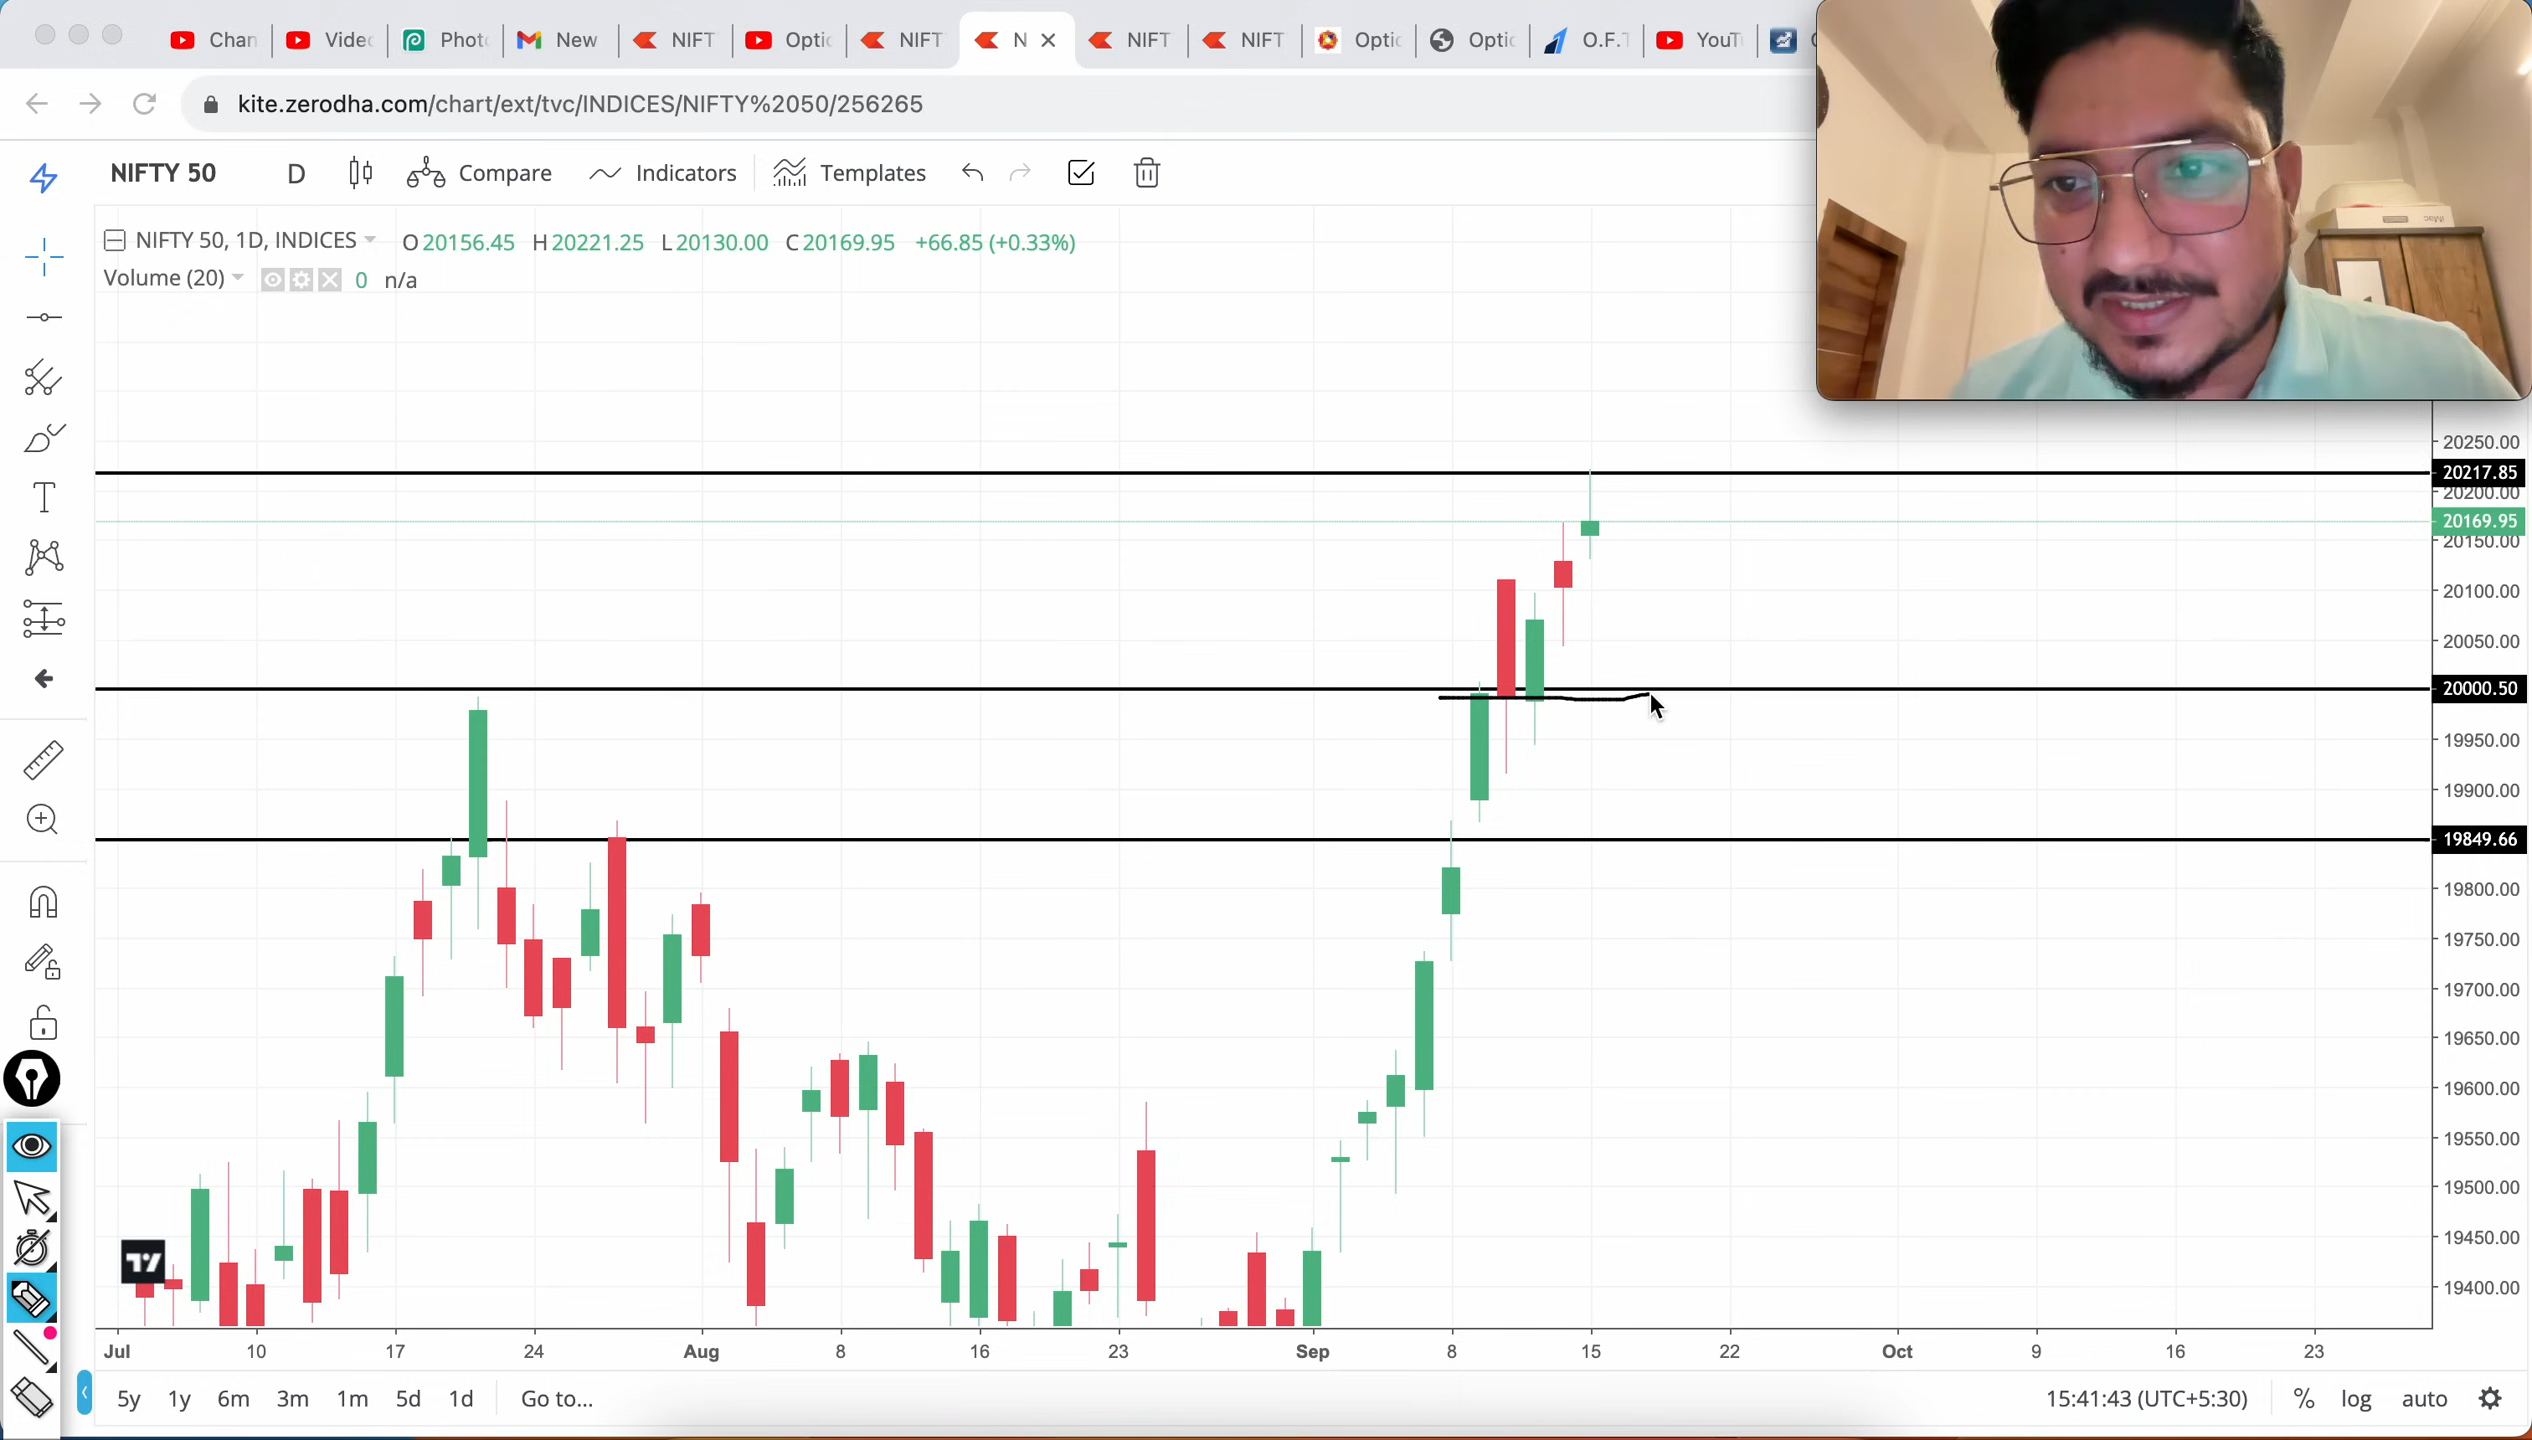 Chan Vide Phot New NIFT Optic NIFT N NIFT NIFT Optic Optic O.F.T YouT
kite.zerodha.com/chart/ext/tvc/INDICES/NIFTY%2050/256265
NIFTY 50 D Compare Indicators Templates
NIFTY 50, 1D, INDICES O 20156.45 H 20221.25 L 20130.00 C 20169.95 +66.85 (+0.33%)
Volume (20) 0 n/a
20250.00
20217.85
20200.00
20169.95
20150.00
20100.00
20050.00
20000.50
19950.00
19900.00
19849.66
19800.00
19750.00
19700.00
19650.00
19600.00
19550.00
19500.00
19450.00
19400.00
Jul 10 17 24 Aug 8 16 23 Sep 8 15 22 Oct 9 16 23
5y 1y 6m 3m 1m 5d 1d Go to... 15:41:43 (UTC+5:30) % log auto